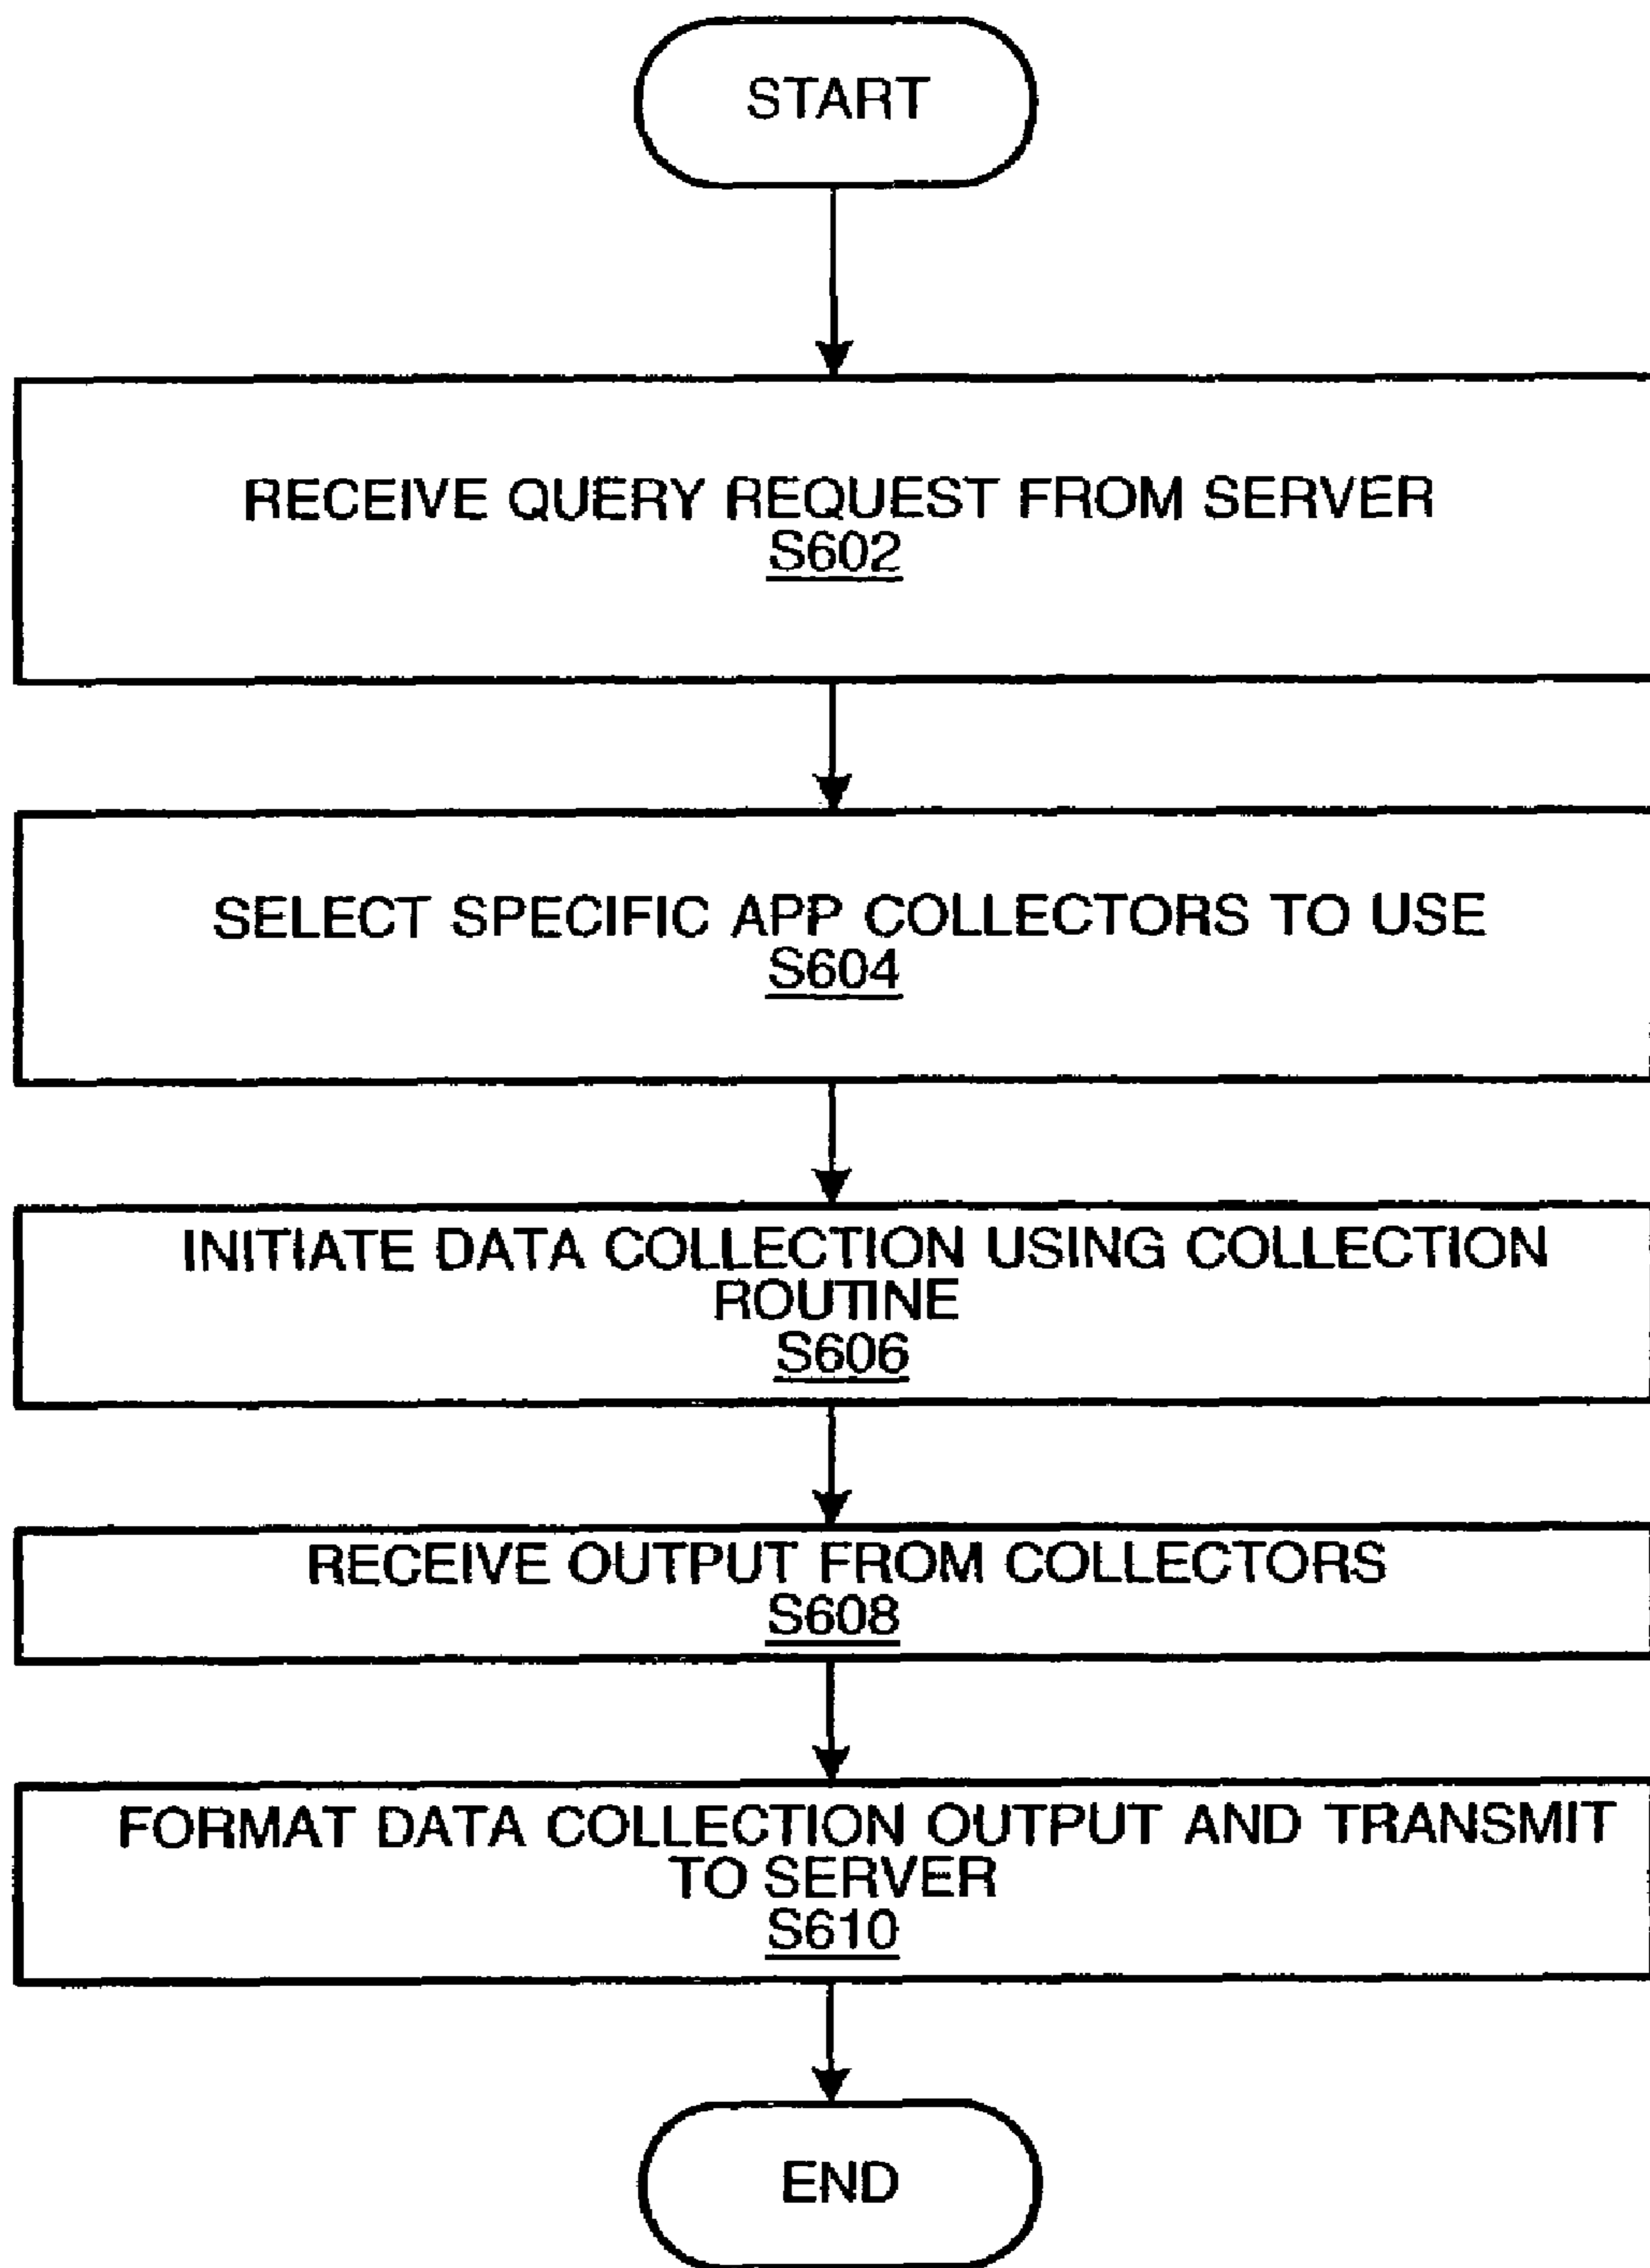 START
RECEIVE QUERY REQUEST FROM SERVER
S602
SELECT SPECIFIC APP COLLECTORS TO USE
S604
INITIATE DATA COLLECTION USING COLLECTION
ROUTINE
S606
RECEIVE OUTPUT FROM COLLECTORS
S608
FORMAT DATA COLLECTION OUTPUT AND TRANSMIT
TO SERVER
S610
END